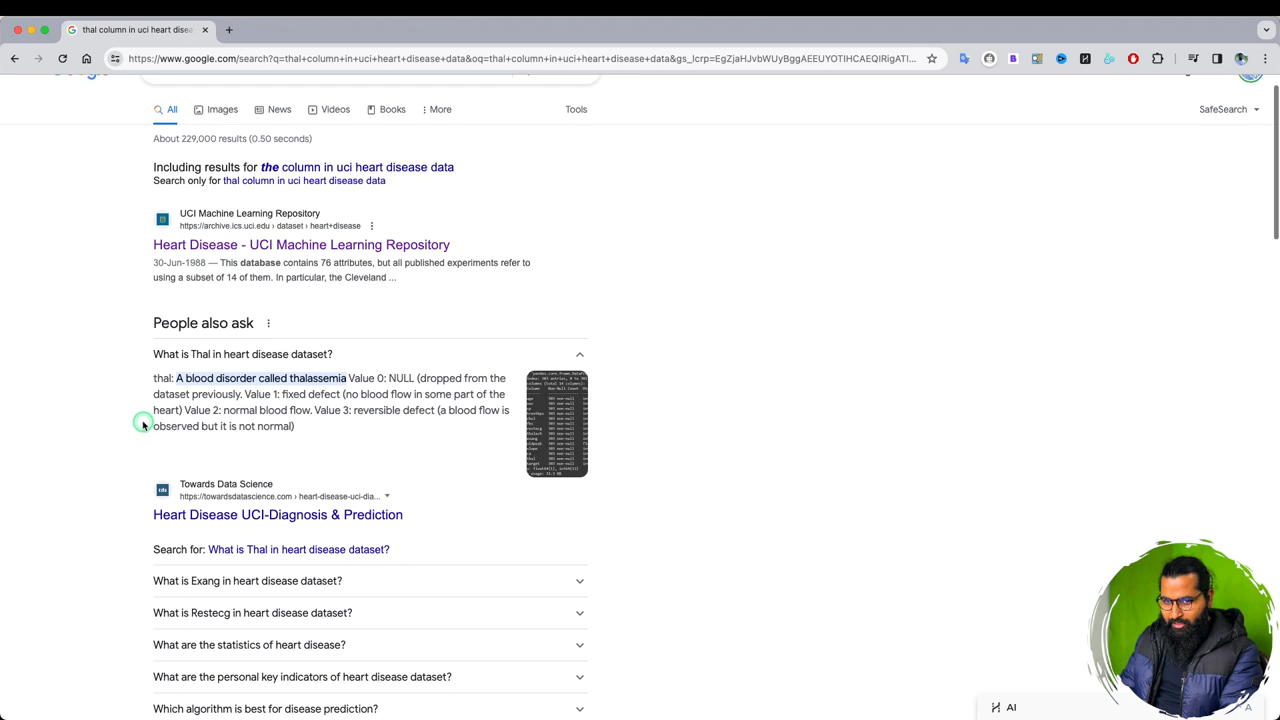 thal column in uci heart disea
https://www.google.com/search?q=thal+column+in+uci+heart+disease+data&oq=thal+column+in+uci+heart+disease+data&gs_lcrp=EgZjaHJvbWUyBggAEEUYOTIHCAEQIRigATI...
All
Images
News
Videos
Books
More
Tools
SafeSearch
About 229,000 results (0.50 seconds)
Including results for the column in uci heart disease data
Search only for thal column in uci heart disease data
UCI Machine Learning Repository
https://archive.ics.uci.edu › dataset › heart+disease
Heart Disease - UCI Machine Learning Repository
30-Jun-1988 — This database contains 76 attributes, but all published experiments refer to
using a subset of 14 of them. In particular, the Cleveland ...
People also ask
What is Thal in heart disease dataset?
thal: A blood disorder called thalassemia Value 0: NULL (dropped from the
dataset previously. Value 1: fixed defect (no blood flow in some part of the
heart) Value 2: normal blood flow. Value 3: reversible defect (a blood flow is
observed but it is not normal)
Towards Data Science
https://towardsdatascience.com › heart-disease-uci-dia...
Heart Disease UCI-Diagnosis & Prediction
Search for: What is Thal in heart disease dataset?
What is Exang in heart disease dataset?
What is Restecg in heart disease dataset?
What are the statistics of heart disease?
What are the personal key indicators of heart disease dataset?
Which algorithm is best for disease prediction?
AI